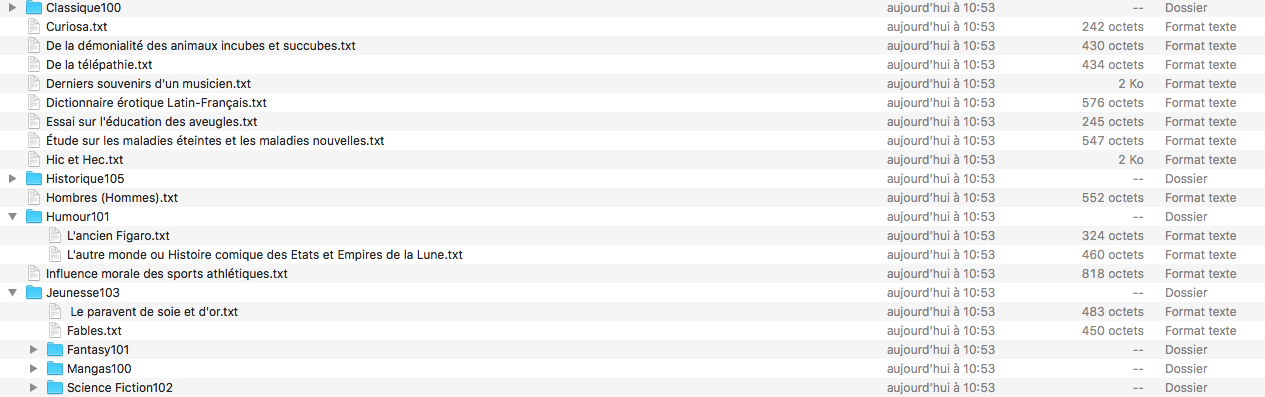 Classique100 aujourd'hui à 10:53 -- Dossier
Curiosa.txt aujourd'hui à 10:53 242 octets Format texte
De la démonialité des animaux incubes et succubes.txt aujourd'hui à 10:53 430 octets Format texte
De la télépathie.txt aujourd'hui à 10:53 434 octets Format texte
Derniers souvenirs d'un musicien.txt aujourd'hui à 10:53 2 Ko Format texte
Dictionnaire érotique Latin-Français.txt aujourd'hui à 10:53 576 octets Format texte
Essai sur l'éducation des aveugles.txt aujourd'hui à 10:53 245 octets Format texte
Étude sur les maladies éteintes et les maladies nouvelles.txt aujourd'hui à 10:53 547 octets Format texte
Hic et Hec.txt aujourd'hui à 10:53 2 Ko Format texte
Historique105 aujourd'hui à 10:53 -- Dossier
Hombres (Hommes).txt aujourd'hui à 10:53 552 octets Format texte
Humour101 aujourd'hui à 10:53 -- Dossier
L'ancien Figaro.txt aujourd'hui à 10:53 324 octets Format texte
L'autre monde ou Histoire comique des Etats et Empires de la Lune.txt aujourd'hui à 10:53 460 octets Format texte
Influence morale des sports athlétiques.txt aujourd'hui à 10:53 818 octets Format texte
Jeunesse103 aujourd'hui à 10:53 -- Dossier
Le paravent de soie et d'or.txt aujourd'hui à 10:53 483 octets Format texte
Fables.txt aujourd'hui à 10:53 450 octets Format texte
Fantasy101 aujourd'hui à 10:53 -- Dossier
Mangas100 aujourd'hui à 10:53 -- Dossier
Science Fiction102 aujourd'hui à 10:53 -- Dossier